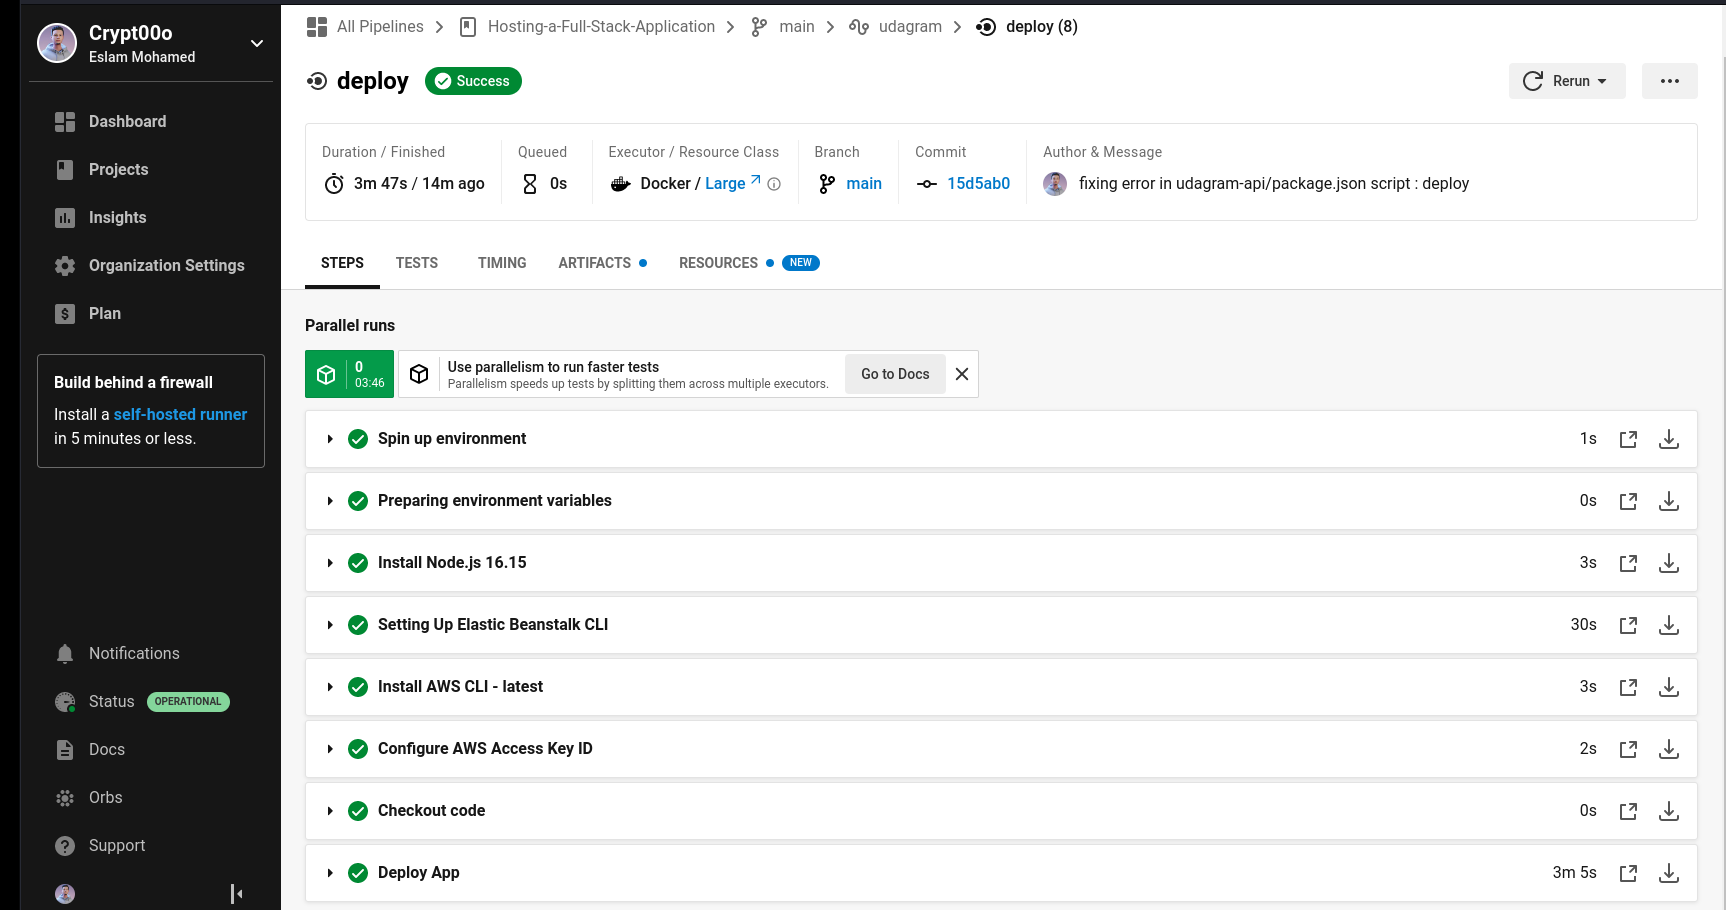 Crypt00o
Eslam Mohamed
Dashboard
Projects
Insights
Organization Settings
Plan
Build behind a firewall
Install a self-hosted runner
in 5 minutes or less.
Notifications
Status OPERATIONAL
Docs
Orbs
Support
All Pipelines > Hosting-a-Full-Stack-Application > main > udagram > deploy (8)
deploy Success
Rerun
Duration / Finished
3m 47s / 14m ago
Queued
0s
Executor / Resource Class
Docker / Large
Branch
main
Commit
15d5ab0
Author & Message
fixing error in udagram-api/package.json script : deploy
STEPS TESTS TIMING ARTIFACTS RESOURCES NEW
Parallel runs
0
03:46
Use parallelism to run faster tests
Parallelism speeds up tests by splitting them across multiple executors.
Go to Docs
Spin up environment 1s
Preparing environment variables 0s
Install Node.js 16.15 3s
Setting Up Elastic Beanstalk CLI 30s
Install AWS CLI - latest 3s
Configure AWS Access Key ID 2s
Checkout code 0s
Deploy App 3m 5s